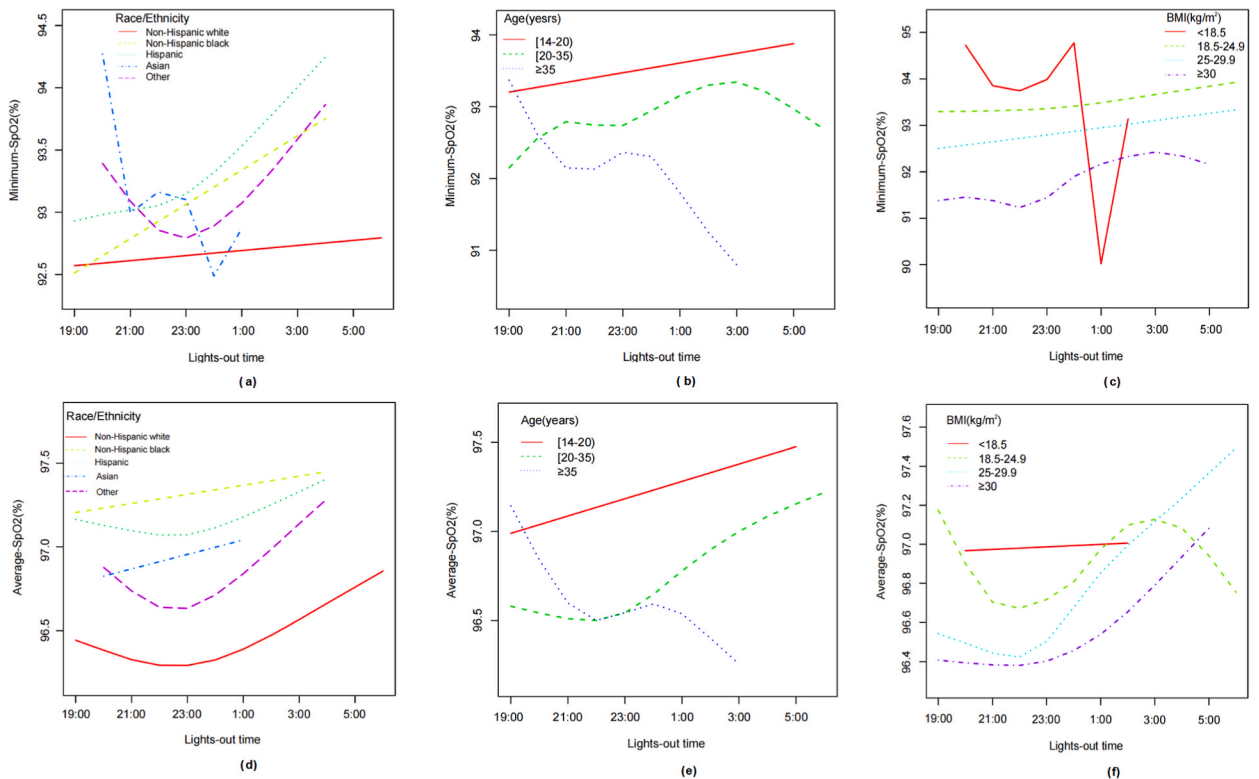 Race/Ethnicity
Non-Hispanic white
Non-Hispanic black
Hispanic
Asian
Other
Minimum-SpO2(%)
94.5
94.0
93.5
93.0
92.5
19:00 21:00 23:00 1:00 3:00 5:00
Lights-out time
(a)
Age(yesrs)
[14-20)
[20-35)
≥35
Minimum-SpO2(%)
94
93
92
91
19:00 21:00 23:00 1:00 3:00 5:00
Lights-out time
(b)
BMI(kg/m²)
<18.5
18.5-24.9
25-29.9
≥30
Minimum-SpO2(%)
95
94
93
92
91
90
19:00 21:00 23:00 1:00 3:00 5:00
Lights-out time
(c)
Race/Ethnicity
Non-Hispanic white
Non-Hispanic black
Hispanic
Asian
Other
Average-SpO2(%)
97.5
97.0
96.5
19:00 21:00 23:00 1:00 3:00 5:00
Lights-out time
(d)
Age(years)
[14-20)
[20-35)
≥35
Average-SpO2(%)
97.5
97.0
96.5
19:00 21:00 23:00 1:00 3:00 5:00
Lights-out time
(e)
BMI(kg/m²)
<18.5
18.5-24.9
25-29.9
≥30
Average-SpO2(%)
97.6
97.4
97.2
97.0
96.8
96.6
96.4
19:00 21:00 23:00 1:00 3:00 5:00
Lights-out time
(f)